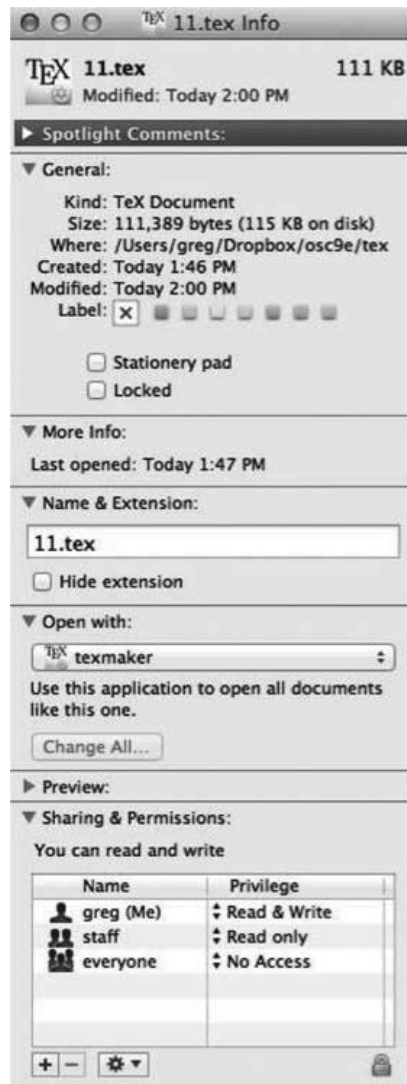 TEX 11.tex Info
TEX 11.tex 111 KB
Modified: Today 2:00 PM
Spotlight Comments:
General:
Kind: TeX Document
Size: 111,389 bytes (115 KB on disk)
Where: /Users/greg/Dropbox/osc9e/tex
Created: Today 1:46 PM
Modified: Today 2:00 PM
Label:
Stationery pad
Locked
More Info:
Last opened: Today 1:47 PM
Name & Extension:
11.tex
Hide extension
Open with:
TEX texmaker
Use this application to open all documents
like this one.
Change All...
Preview:
Sharing & Permissions:
You can read and write
Name Privilege
greg (Me) Read & Write
staff Read only
everyone No Access